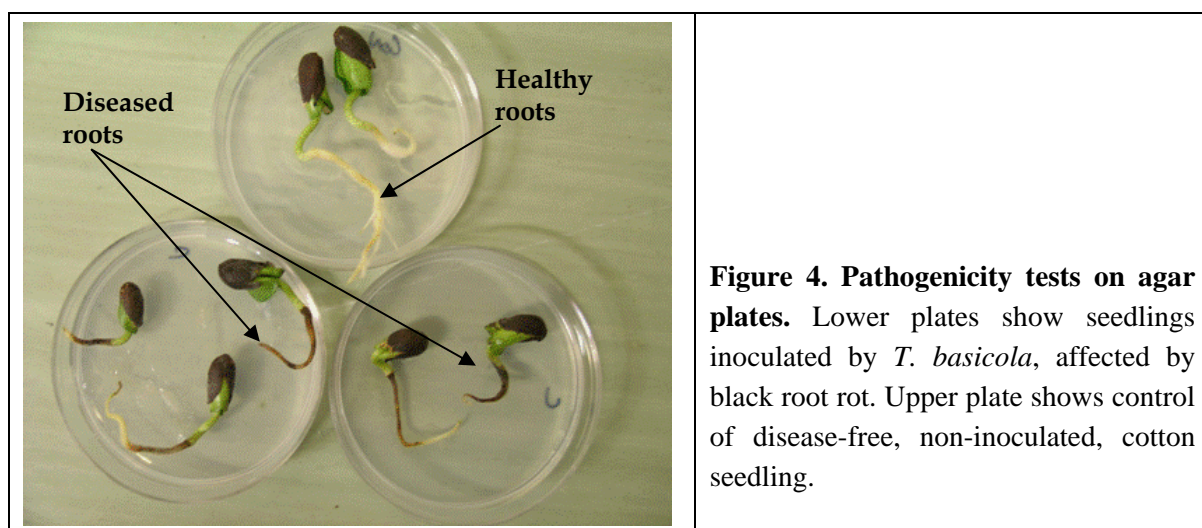 Diseased
roots
Healthy
roots
Figure 4. Pathogenicity tests on agar
plates. Lower plates show seedlings
inoculated by T. basicola, affected by
black root rot. Upper plate shows control
of disease-free, non-inoculated, cotton
seedling.